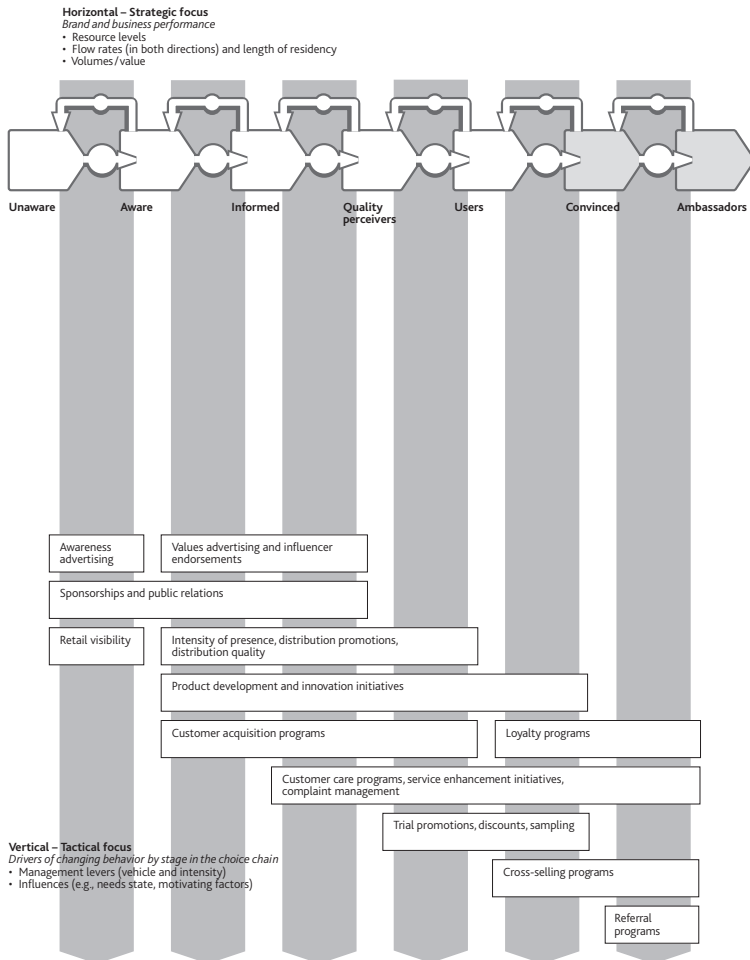 Horizontal – Strategic focus
Brand and business performance
• Resource levels
• Flow rates (in both directions) and length of residency
• Volumes/value
Unaware
Aware
Informed
Quality
perceivers
Users
Convinced
Ambassadors
Awareness
advertising
Values advertising and influencer
endorsements
Sponsorships and public relations
Retail visibility
Intensity of presence, distribution promotions,
distribution quality
Product development and innovation initiatives
Customer acquisition programs
Loyalty programs
Customer care programs, service enhancement initiatives,
complaint management
Trial promotions, discounts, sampling
Vertical – Tactical focus
Drivers of changing behavior by stage in the choice chain
• Management levers (vehicle and intensity)
• Influences (e.g., needs state, motivating factors)
Cross-selling programs
Referral
programs